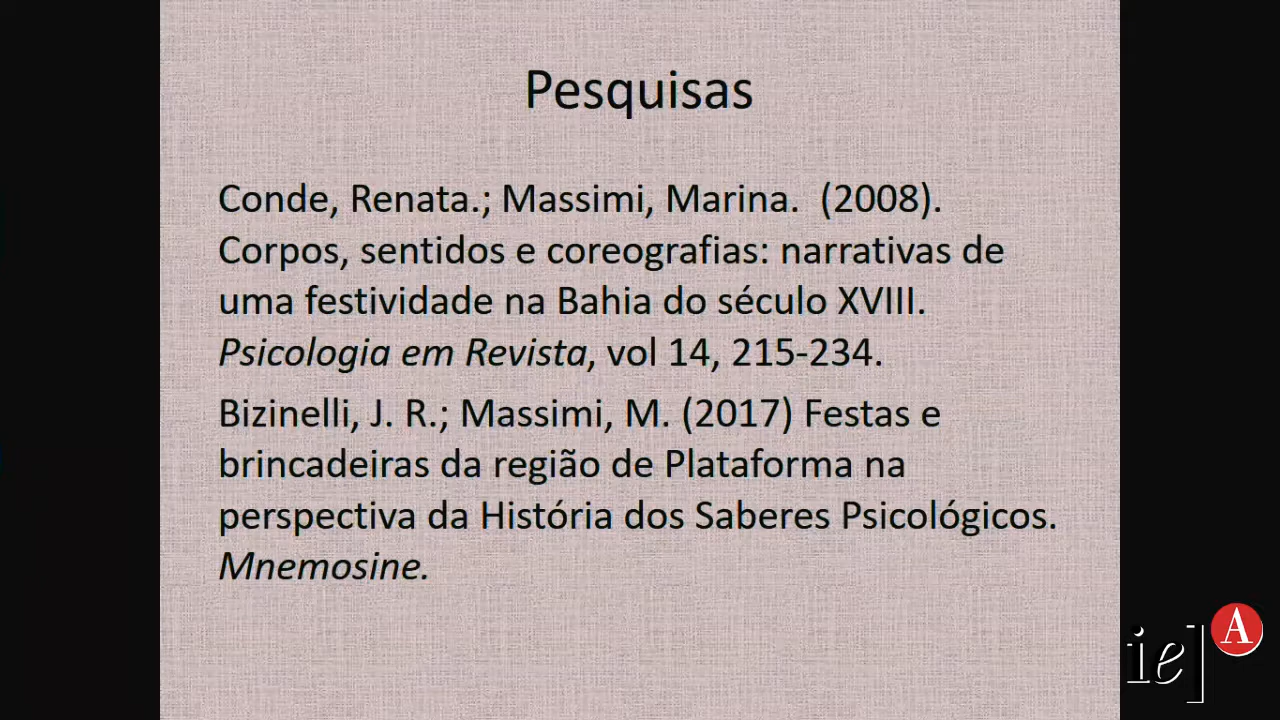 Pesquisas
Conde, Renata.; Massimi, Marina. (2008).
Corpos, sentidos e coreografias: narrativas de
uma festividade na Bahia do século XVIII.
Psicologia em Revista, vol 14, 215-234.
Bizinelli, J. R.; Massimi, M. (2017) Festas e
brincadeiras da região de Plataforma na
perspectiva da História dos Saberes Psicológicos.
Mnemosine.
ie] A